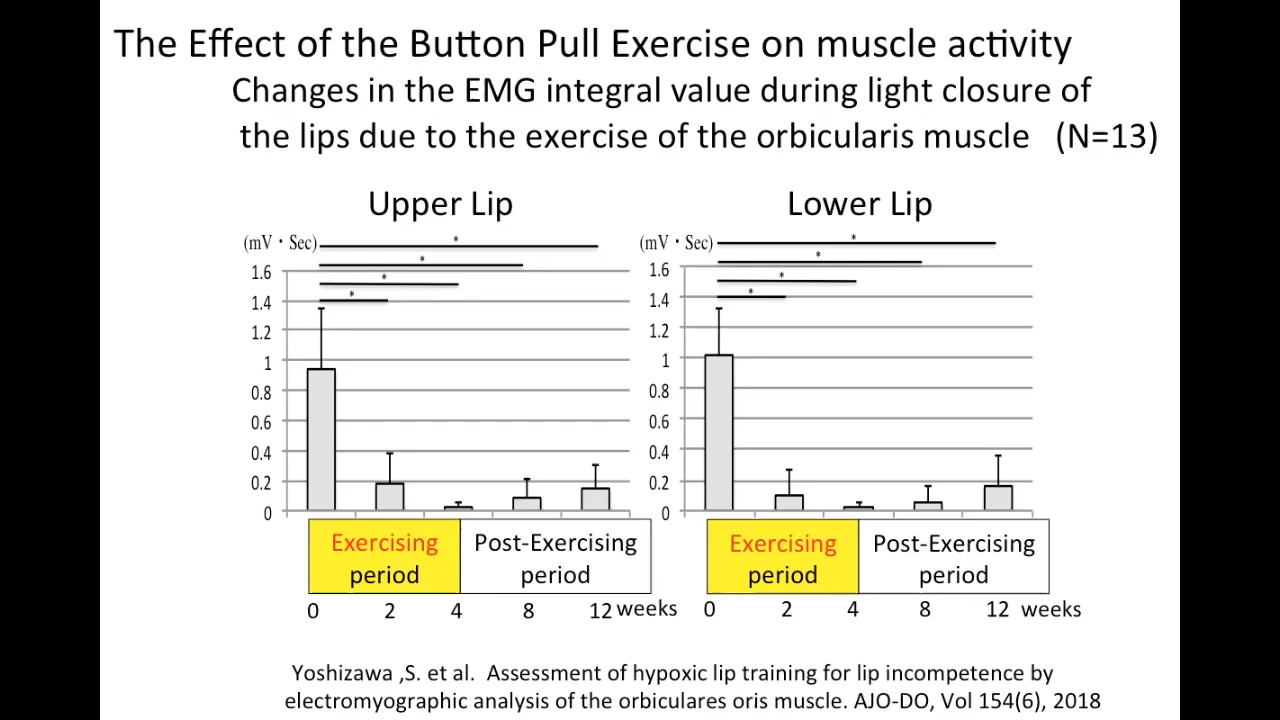 The Effect of the Button Pull Exercise on muscle activity
Changes in the EMG integral value during light closure of
the lips due to the exercise of the orbicularis muscle (N=13)
Upper Lip
(mV・Sec)
*
*
*
*
1.6
1.4
1.2
1
0.8
0.6
0.4
0.2
0
Exercising
period
Post-Exercising
period
0 2 4 8 12 weeks
Lower Lip
(mV・Sec)
*
*
*
*
1.6
1.4
1.2
1
0.8
0.6
0.4
0.2
0
Exercising
period
Post-Exercising
period
0 2 4 8 12 weeks
Yoshizawa ,S. et al. Assessment of hypoxic lip training for lip incompetence by
electromyographic analysis of the orbiculares oris muscle. AJO-DO, Vol 154(6), 2018